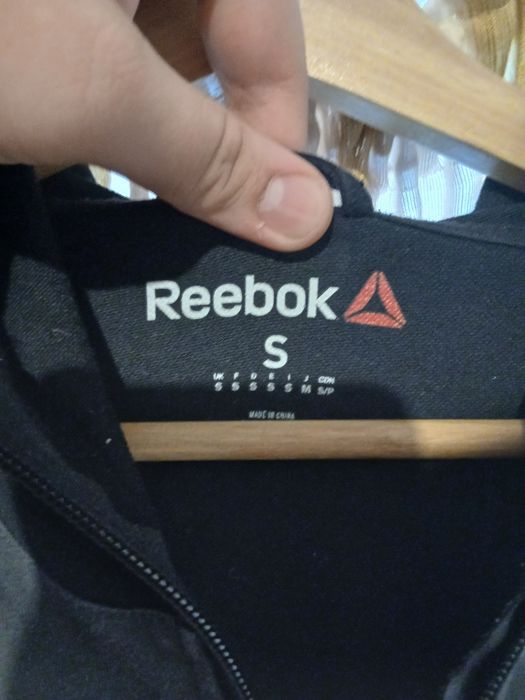 Reebok
S
UK F D E I J CDN
S S S S S M S/P
MADE IN CHINA